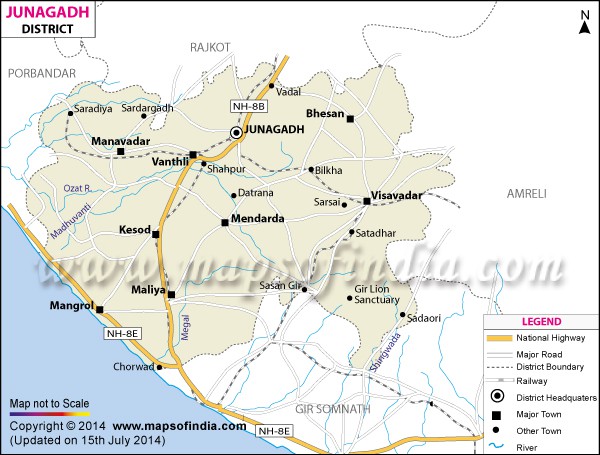 JUNAGADH
DISTRICT
N
RAJKOT
PORBANDAR
Vadal
Saradiya
Sardargadh
NH-8B
Bhesan
JUNAGADH
Manavadar
Vanthli
Shahpur
Bilkha
Ozat R.
Datrana
Sarsai
Visavadar
AMRELI
Madhuvanti
Mendarda
Kesod
Satadhar
www.mapsofindia.com
Maliya
Sasan Gir
Gir Lion
Sanctuary
Mangrol
Sadaori
NH-8E
Megal
Shingwada
Chorwad
GIR SOMNATH
NH-8E
LEGEND
National Highway
Major Road
District Boundary
Railway
District Headquaters
Major Town
Other Town
River
Map not to Scale
Copyright © 2014 www.mapsofindia.com
(Updated on 15th July 2014)